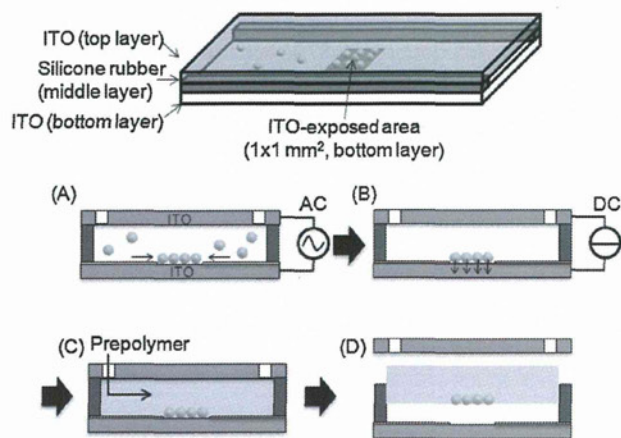 ITO (top layer)
Silicone rubber
(middle layer)
ITO (bottom layer)
ITO-exposed area
(1x1 mm², bottom layer)
(A)
AC
(B)
DC
ITO
ITO
(C)
Prepolymer
(D)